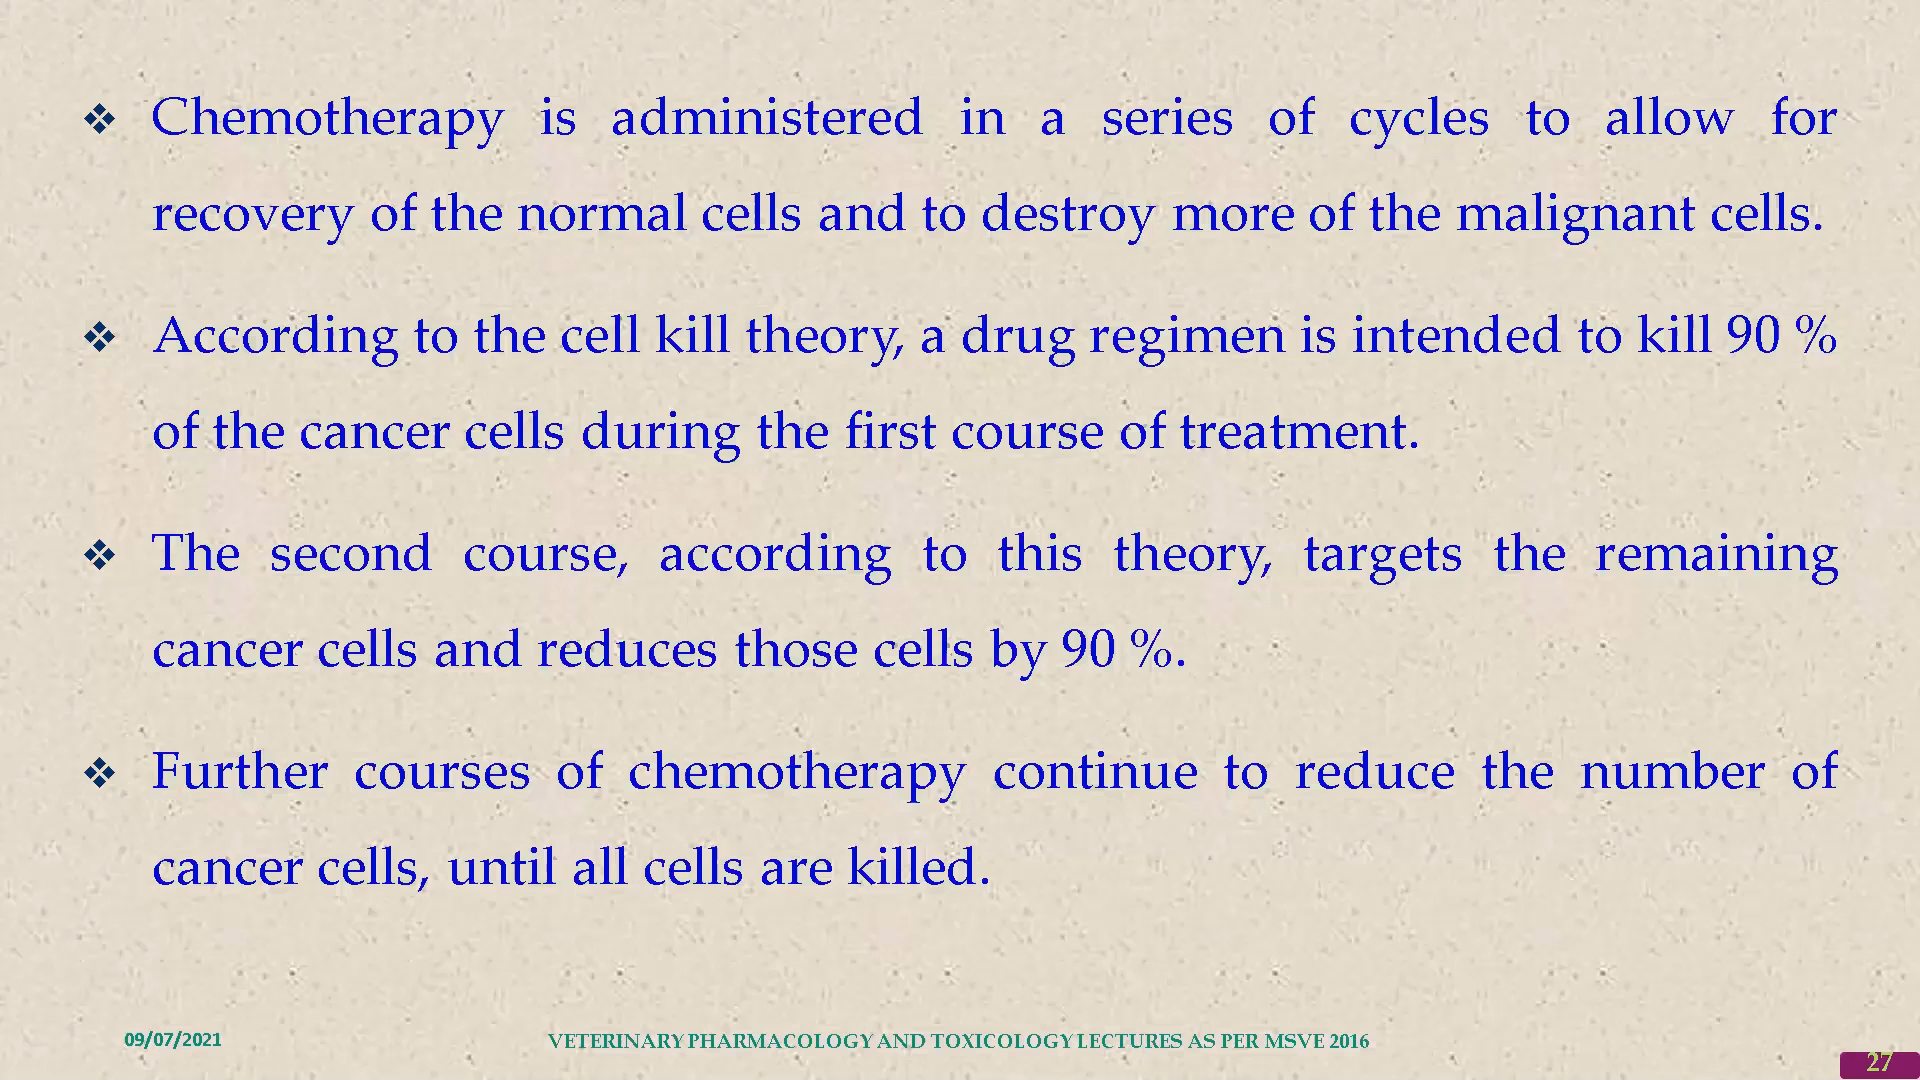 ❖ Chemotherapy is administered in a series of cycles to allow for
recovery of the normal cells and to destroy more of the malignant cells.
❖ According to the cell kill theory, a drug regimen is intended to kill 90 %
of the cancer cells during the first course of treatment.
❖ The second course, according to this theory, targets the remaining
cancer cells and reduces those cells by 90 %.
❖ Further courses of chemotherapy continue to reduce the number of
cancer cells, until all cells are killed.
09/07/2021
VETERINARY PHARMACOLOGY AND TOXICOLOGY LECTURES AS PER MSVE 2016
27